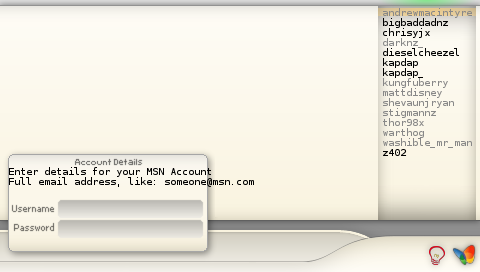 andrewmacintyre
bigbaddadnz
chrisyjx
darknz_
dieselcheezel
kapdap
kapdap_
kungfuberry
mattdisney
shevaunjryan
stigmannz
thor98x
warthog
washible_mr_man
z402
Account Details
Enter details for your MSN Account
Full email address, like: someone@msn.com
Username
Password